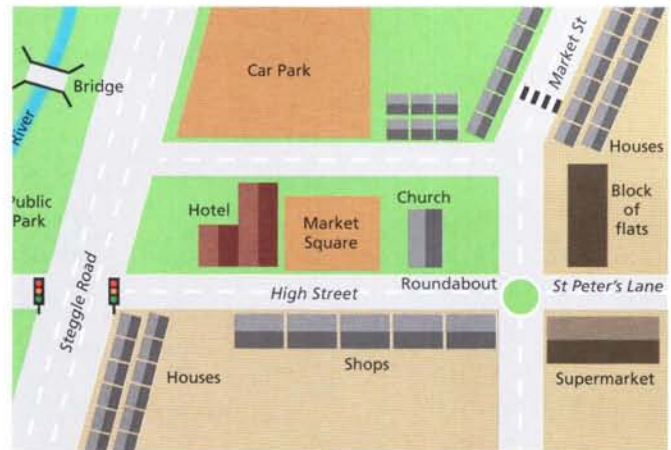 Market St
Car Park
Bridge
River
Houses
Public
Park
Hotel
Market
Square
Church
Block
of
flats
Steggle Road
High Street
Roundabout
St Peter's Lane
Houses
Shops
Supermarket